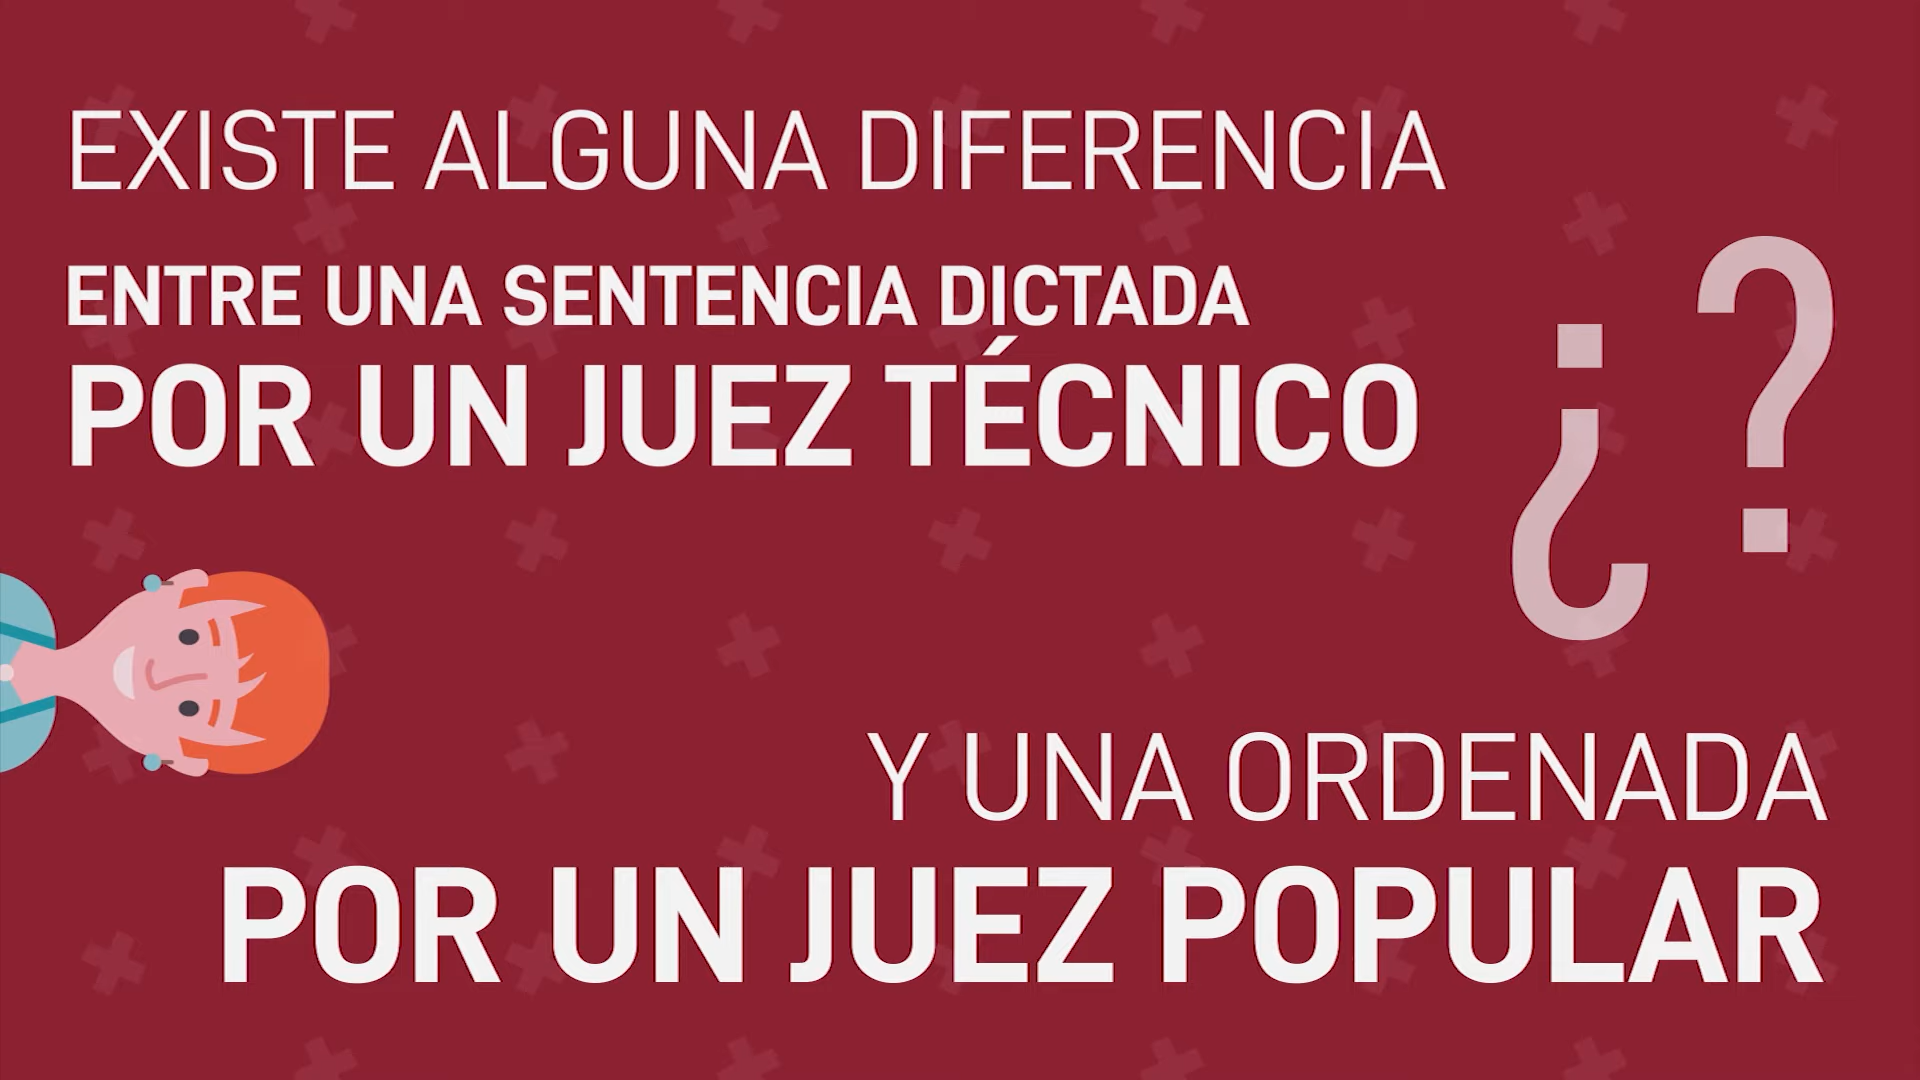 EXISTE ALGUNA DIFERENCIA
ENTRE UNA SENTENCIA DICTADA
POR UN JUEZ TÉCNICO
¿?
Y UNA ORDENADA
POR UN JUEZ POPULAR